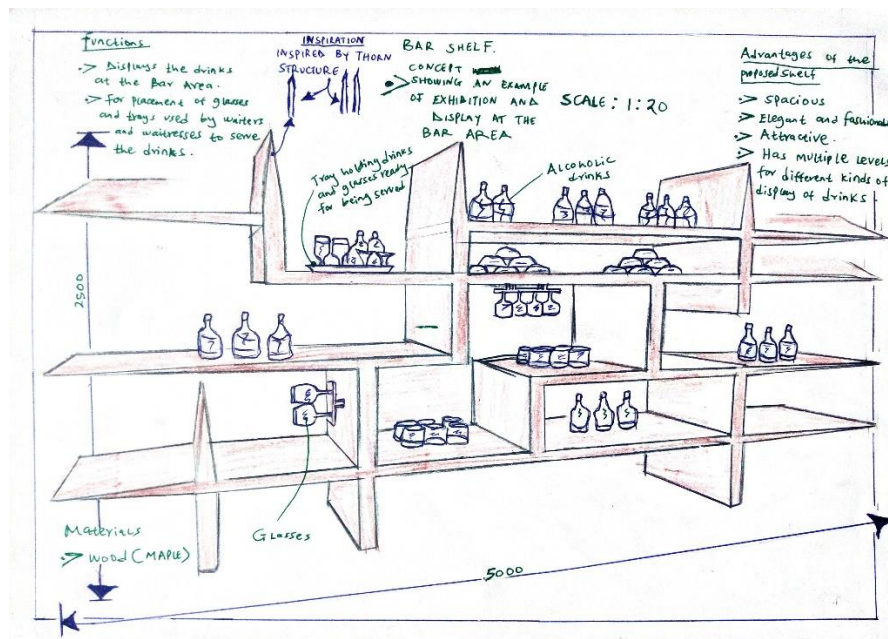 Functions
Displays the drinks
at the Bar Area.
for placement of glasses
and trays used by waiters
and waitresses to serve
the drinks.
INSPIRATION
INSPIRED BY THORN
STRUCTURE
BAR SHELF.
CONCEPT
SHOWING AN EXAMPLE
OF EXHIBITION AND
DISPLAY AT THE
BAR AREA
SCALE: 1:20
Advantages of the
proposed shelf
spacious
Elegant and fashionable
Attractive.
Has multiple levels
for different kinds of
display of drinks.
Tray holding drinks
and glasses ready
for being served
Alcoholic
drinks
2500
Glasses
Materials
wood (MAPLE)
5000